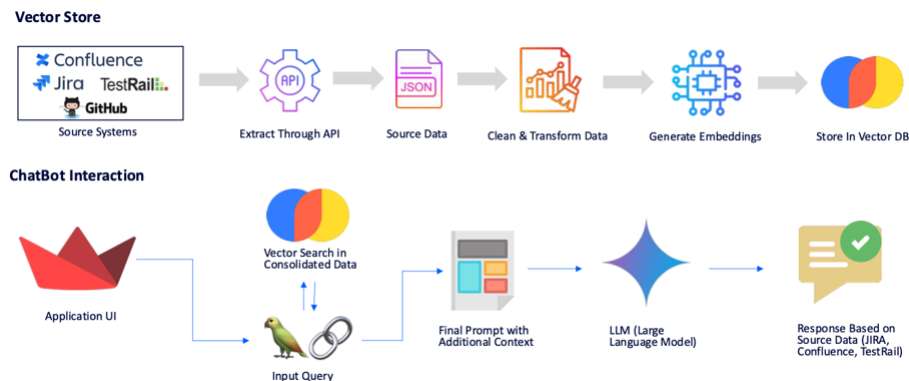 Vector Store
Confluence
Jira TestRail
GitHub
Source Systems
API
Extract Through API
JSON
Source Data
Clean & Transform Data
Generate Embeddings
Store In Vector DB
ChatBot Interaction
Application UI
Vector Search in
Consolidated Data
Input Query
Final Prompt with
Additional Context
LLM (Large
Language Model)
Response Based on
Source Data (JIRA,
Confluence, TestRail)